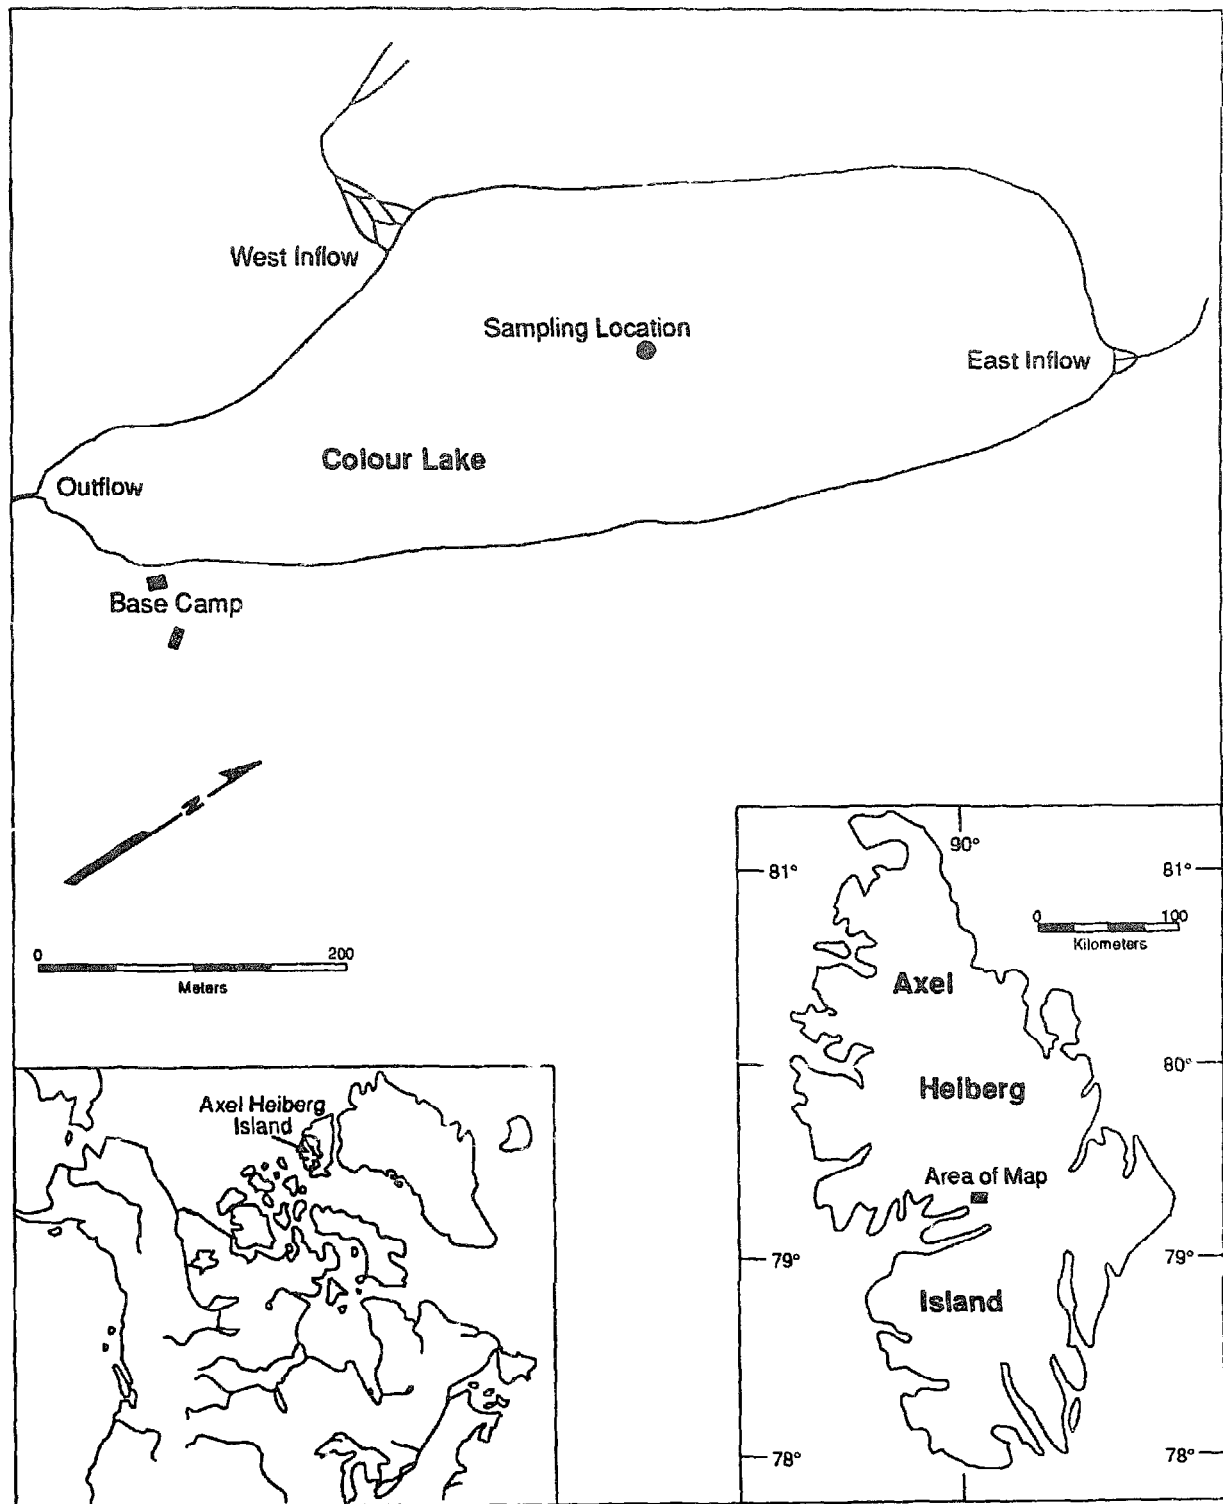 West Inflow
Sampling Location
East Inflow
Colour Lake
Outflow
Base Camp
N
0 200
Meters
Axel Heiberg
Island
90°
81° 81°
0 100
Kilometers
Axel
80°
Heiberg
Area of Map
79° 79°
Island
78° 78°